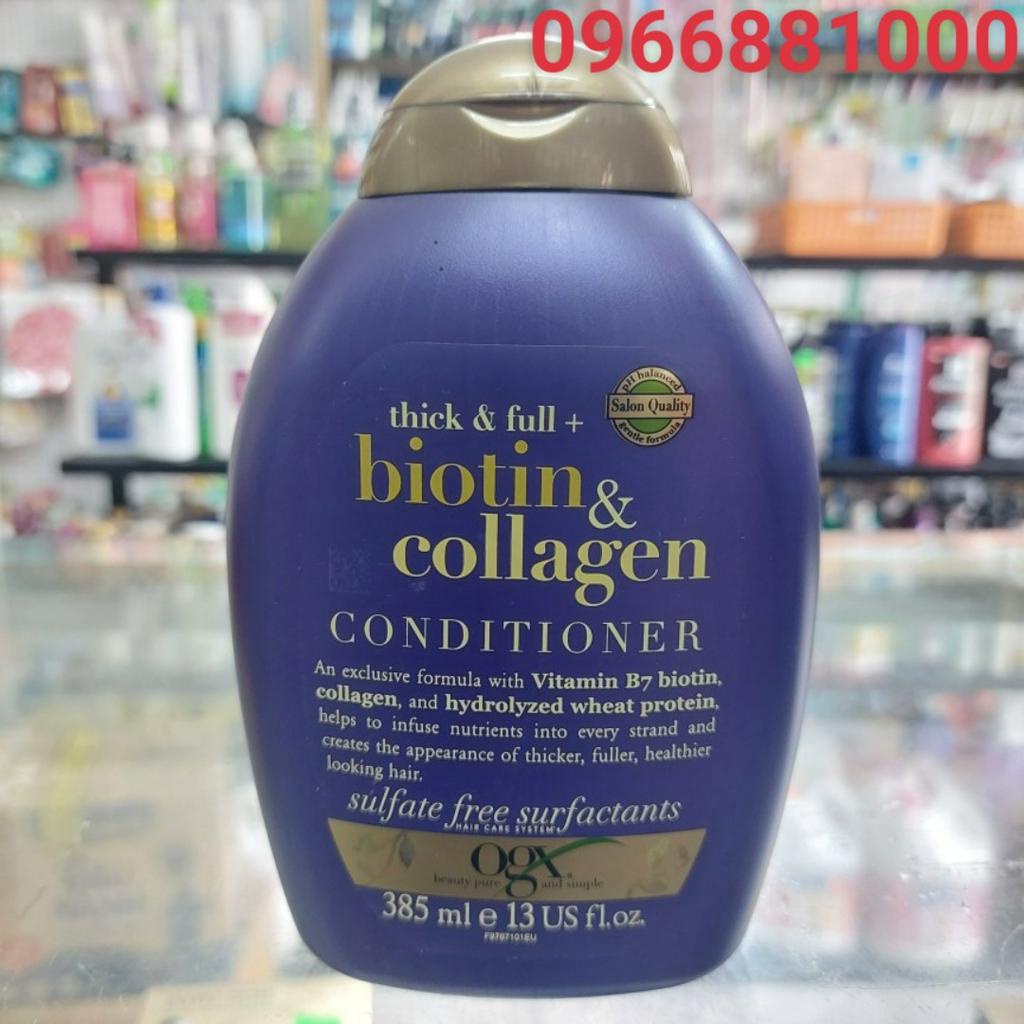 0966881000
pH balanced
Salon Quality
gentle formula
thick & full +
biotin &
collagen
CONDITIONER
An exclusive formula with Vitamin B7 biotin,
collagen, and hydrolyzed wheat protein,
helps to infuse nutrients into every strand and
creates the appearance of thicker, fuller, healthier
looking hair.
sulfate free surfactants
HAIR CARE SYSTEM
ogx
beauty pure and simple
385 ml e 13 US fl.oz.